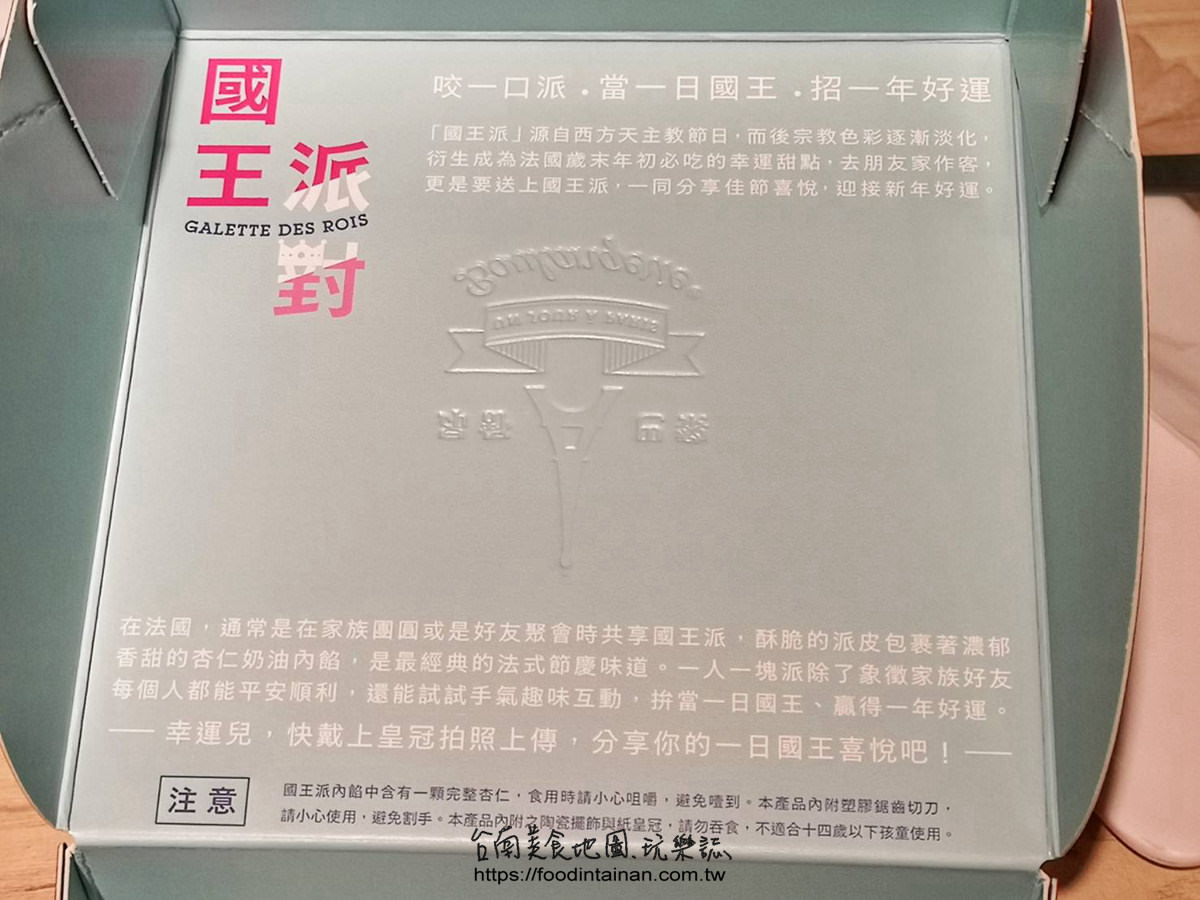 國
王派
GALETTE DES ROIS
對
咬一口派．當一日國王．招一年好運
「國王派」源自西方天主教節日，而後宗教色彩逐漸淡化，
衍生成為法國歲末年初必吃的幸運甜點，去朋友家作客，
更是要送上國王派，一同分享佳節喜悅，迎接新年好運。
Boulangerie
UN JOUR À PARIS
在法國，通常是在家族團圓或是好友聚會時共享國王派，酥脆的派皮包裹著濃郁
香甜的杏仁奶油內餡，是最經典的法式節慶味道。一人一塊派除了象徵家族好友
每個人都能平安順利，還能試試手氣趣味互動，拚當一日國王、贏得一年好運。
幸運兒，快戴上皇冠拍照上傳，分享你的一日國王喜悅吧！
注意
國王派內餡中含有一顆完整杏仁，食用時請小心咀嚼，避免噎到。本產品內附塑膠鋸齒切刀，
請小心使用，避免割手。本產品內附之陶瓷擺飾與紙皇冠，請勿吞食，不適合十四歲以下孩童使用。
台南美食地圖.玩樂誌
https://foodintainan.com.tw